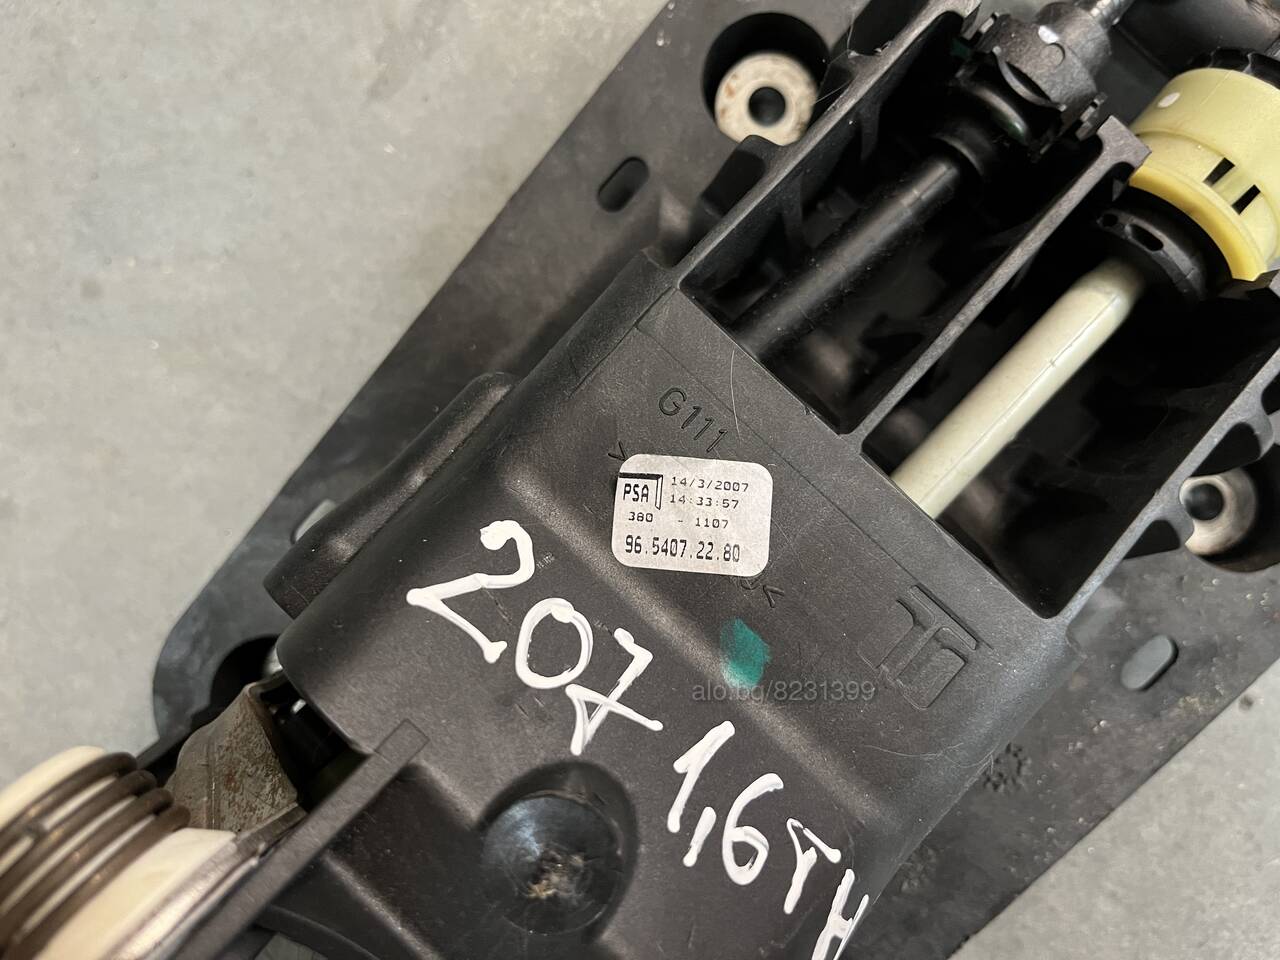 G111
PSA
14/3/2007
14:33:57
380 - 1107
96.5407.22.80
207 1,6
alo.bg/8231399